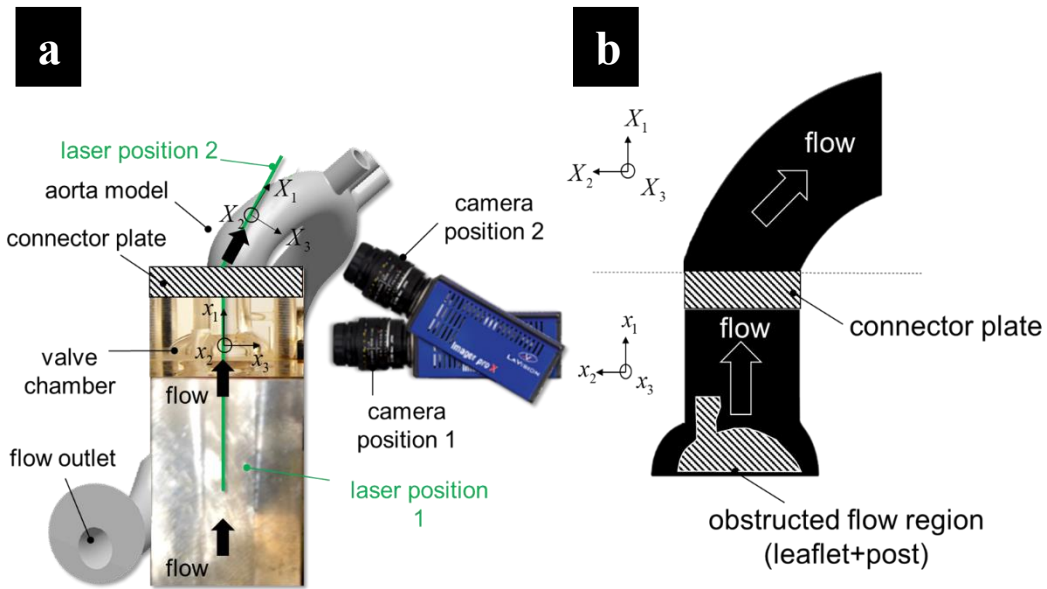 a
laser position 2
aorta model
connector plate
X₁
X₂
X₃
camera
position 2
x₁
x₂
x₃
valve
chamber
flow
Imager pro X
LAVISION
camera
position 1
flow outlet
laser position
1
flow
b
X₁
X₂
X₃
flow
flow
connector plate
x₁
x₂
x₃
obstructed flow region
(leaflet+post)